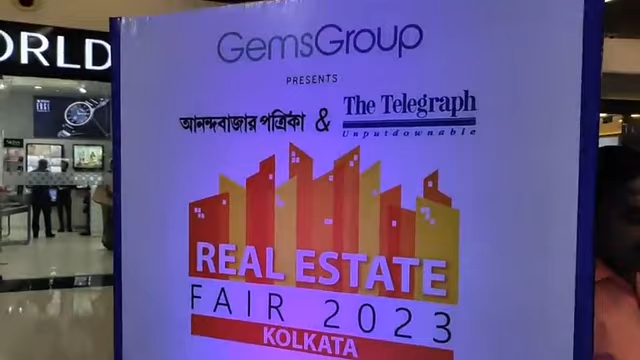 ORLD
GemsGroup
PRESENTS
আনন্দবাজার পত্রিকা & The Telegraph
Unputdownable
REAL ESTATE
FAIR 2023
KOLKATA